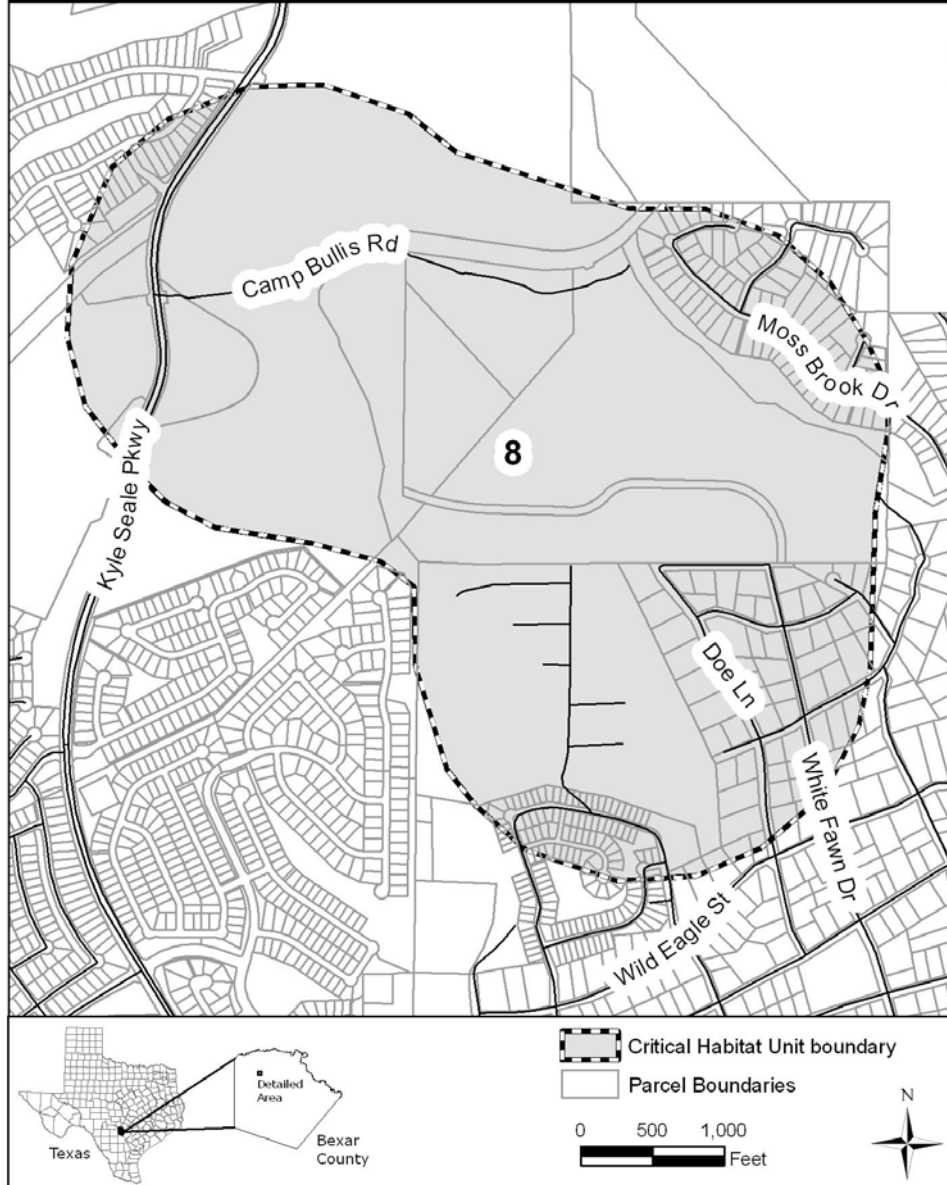 Camp Bullis Rd
Moss Brook Dr
8
Kyle Seale Pkwy
Doe Ln
White Fawn Dr
Wild Eagle St
Texas
Detailed
Area
Bexar
County
Critical Habitat Unit boundary
Parcel Boundaries
0 500 1,000
Feet
N